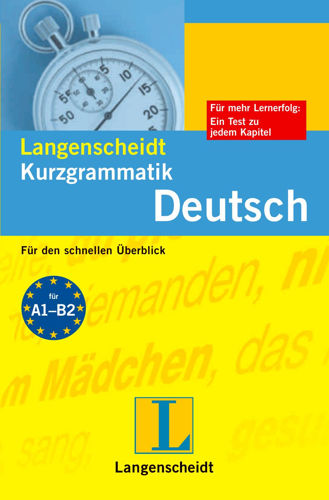 Für mehr Lernerfolg:
Ein Test zu
jedem Kapitel
Langenscheidt
Kurzgrammatik
Deutsch
Für den schnellen Überblick
für
A1–B2
jemanden,
m Mädchen, das
sang,
L
Langenscheidt